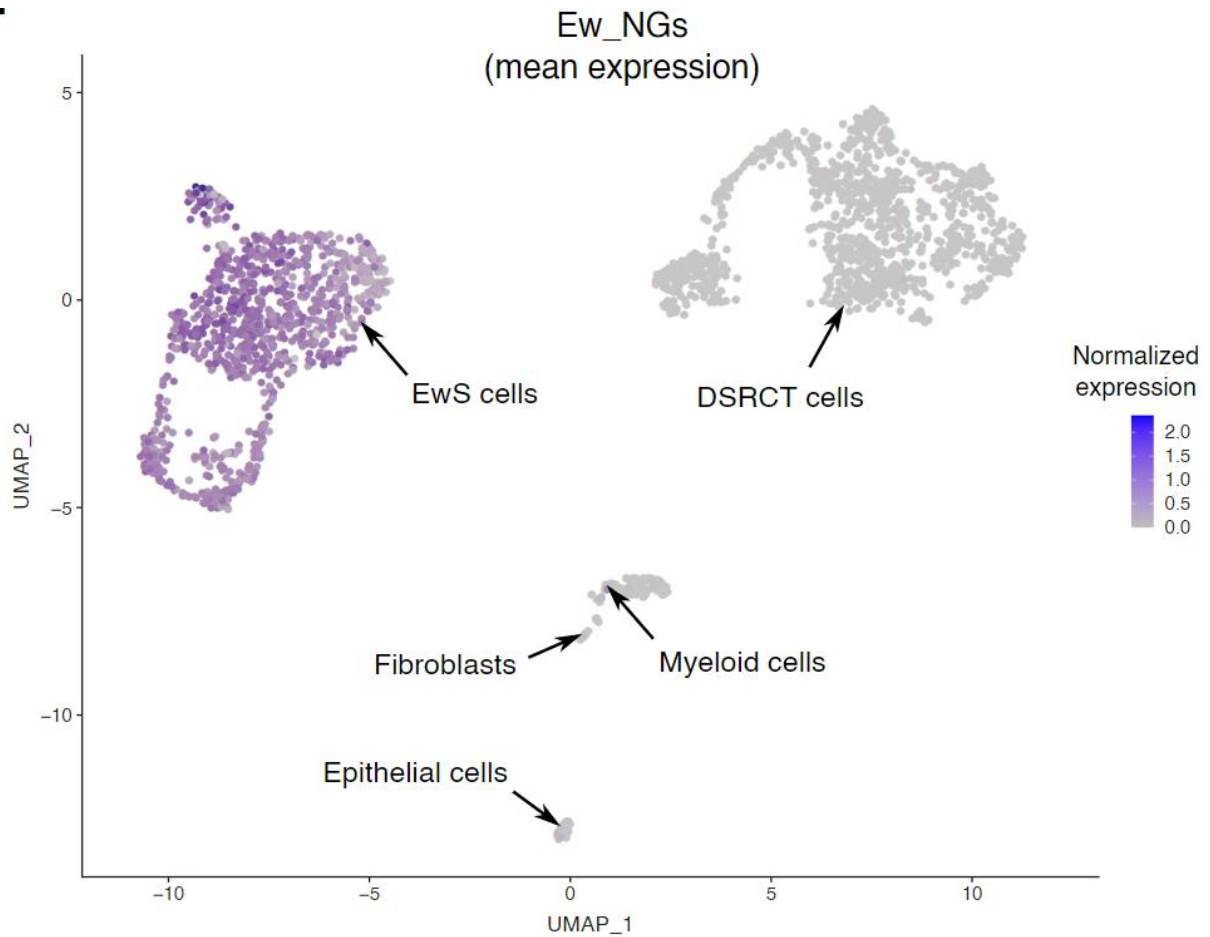 Ew_NGs
(mean expression)
5
0
−5
−10
UMAP_2
EwS cells
DSRCT cells
Fibroblasts
Myeloid cells
Epithelial cells
Normalized
expression
2.0
1.5
1.0
0.5
0.0
−10
−5
0
5
10
UMAP_1